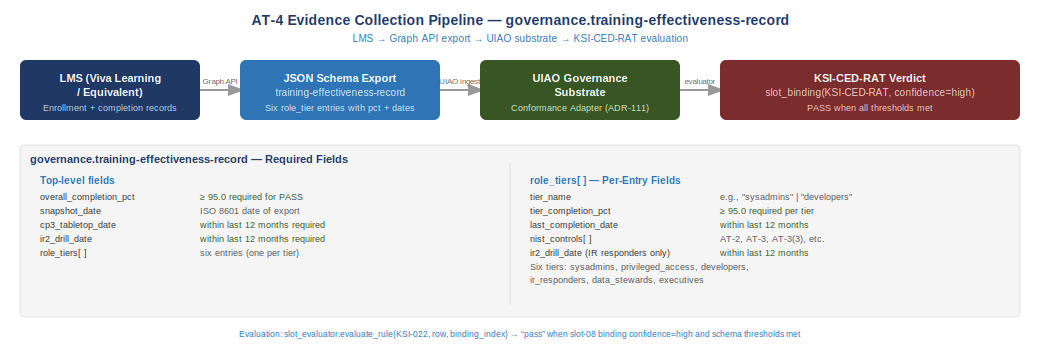 AT-4 Evidence Collection Pipeline — governance.training-effectiveness-record
LMS → Graph API export → UIAO substrate → KSI-CED-RAT evaluation
LMS (Viva Learning
/ Equivalent)
Enrollment + completion records
Graph API
JSON Schema Export
training-effectiveness-record
Six role_tier entries with pct + dates
UIAO ingest
UIAO Governance
Substrate
Conformance Adapter (ADR-111)
evaluator
KSI-CED-RAT Verdict
slot_binding(KSI-CED-RAT, confidence=high)
PASS when all thresholds met
governance.training-effectiveness-record — Required Fields
Top-level fields
overall_completion_pct ≥ 95.0 required for PASS
snapshot_date ISO 8601 date of export
cp3_tabletop_date within last 12 months required
ir2_drill_date within last 12 months required
role_tiers[ ] six entries (one per tier)
role_tiers[ ] — Per-Entry Fields
tier_name e.g., "sysadmins" | "developers"
tier_completion_pct ≥ 95.0 required per tier
last_completion_date within last 12 months
nist_controls[ ] AT-2, AT-3, AT-3(3), etc.
ir2_drill_date (IR responders only) within last 12 months
Six tiers: sysadmins, privileged_access, developers,
ir_responders, data_stewards, executives
Evaluation: slot_evaluator.evaluate_rule(KSI-022, row, binding_index) → "pass" when slot-08 binding confidence=high and schema thresholds met